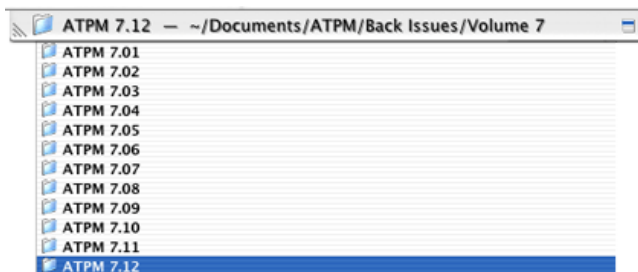 ATPM 7.12 — ~/Documents/ATPM/Back Issues/Volume 7
ATPM 7.01
ATPM 7.02
ATPM 7.03
ATPM 7.04
ATPM 7.05
ATPM 7.06
ATPM 7.07
ATPM 7.08
ATPM 7.09
ATPM 7.10
ATPM 7.11
ATPM 7.12